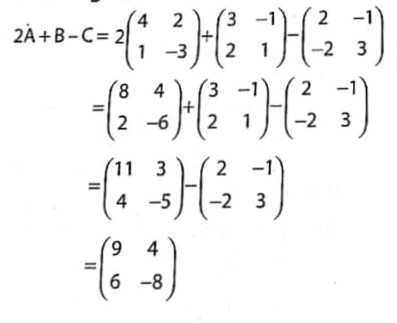 2A+B-C= 2(4 2
1 -3)+(3 -1
2 1)-(2 -1
-2 3)
=(8 4
2 -6)+(3 -1
2 1)-(2 -1
-2 3)
=(11 3
4 -5)-(2 -1
-2 3)
=(9 4
6 -8)